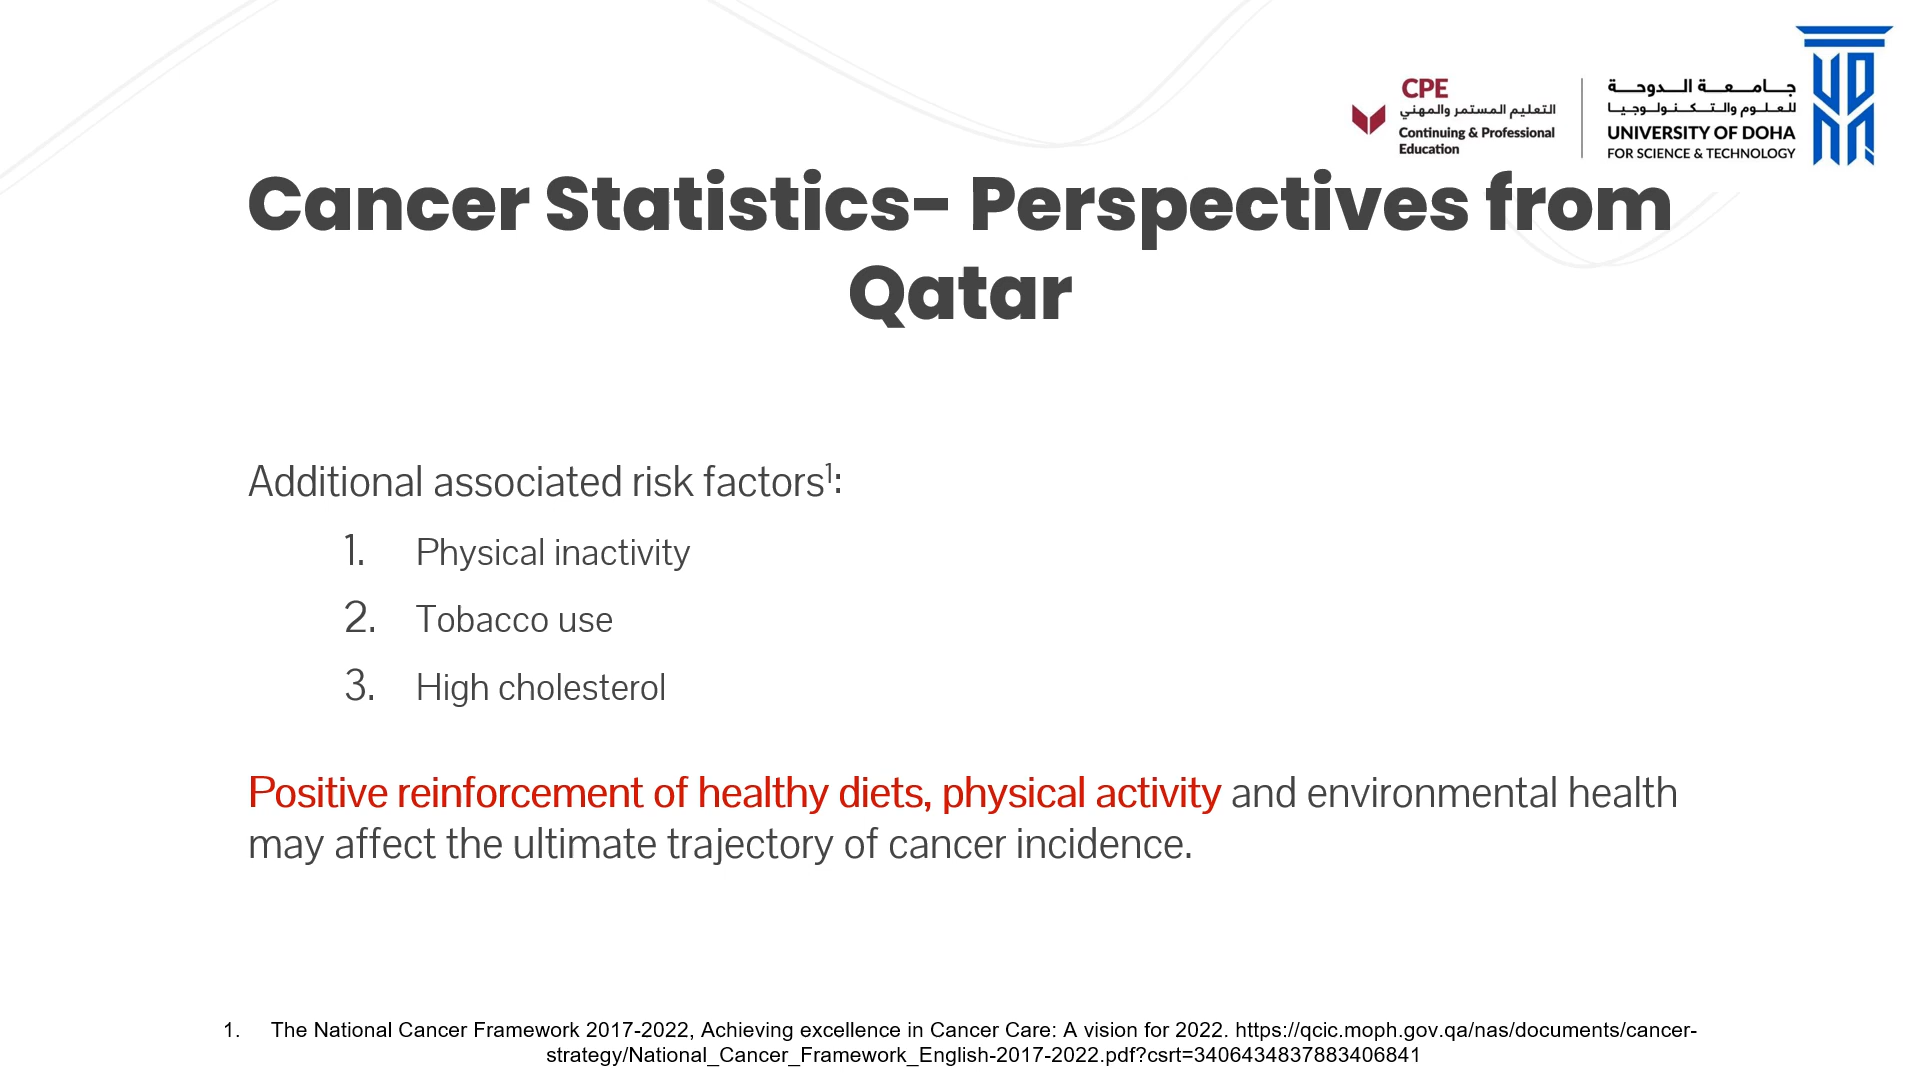 CPE
التعليم المستمر والمهني
Continuing & Professional
Education
جـامـعـة الـدوحـة
للعلوم والتكنولوجيا
UNIVERSITY OF DOHA
FOR SCIENCE & TECHNOLOGY
Cancer Statistics- Perspectives from
Qatar
Additional associated risk factors¹:
1. Physical inactivity
2. Tobacco use
3. High cholesterol
Positive reinforcement of healthy diets, physical activity and environmental health
may affect the ultimate trajectory of cancer incidence.
1. The National Cancer Framework 2017-2022, Achieving excellence in Cancer Care: A vision for 2022. https://qcic.moph.gov.qa/nas/documents/cancer-
strategy/National_Cancer_Framework_English-2017-2022.pdf?csrt=3406434837883406841